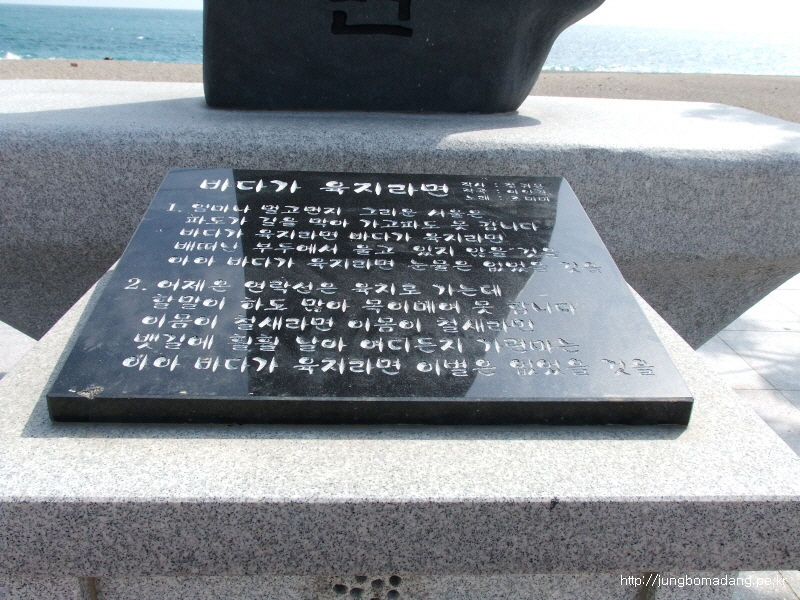 면
바다가 육지라면
작사 : 정귀문
작곡 : 이인권
노래 : 조미미
1. 얼마나 멀고먼지 그리운 서울은
파도가 길을 막아 가고파도 못 갑니다
바다가 육지라면 바다가 육지라면
배떠난 부두에서 울고 있지 않을 것을
아아 바다가 육지라면 눈물은 없었을 것을
2. 어제온 연락선은 육지로 가는데
할말이 하도 많아 목이메어 못 합니다
이몸이 철새라면 이몸이 철새라면
뱃길에 훨훨 날아 어디든지 가련마는
아아 바다가 육지라면 이별은 없었을 것을
http://jungbomadang.pe.kr